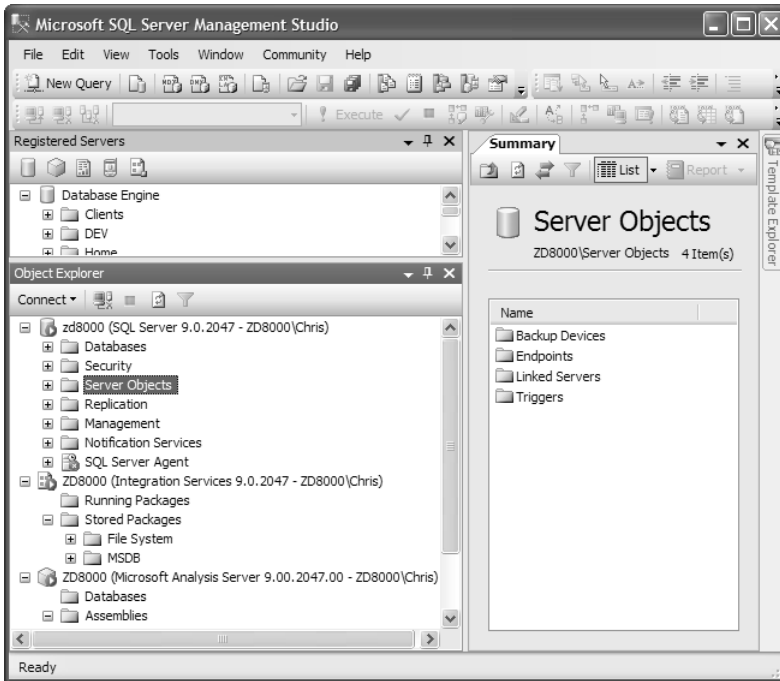 Microsoft SQL Server Management Studio
File Edit View Tools Window Community Help
New Query
Execute
Registered Servers
Database Engine
Clients
DEV
Home
Object Explorer
Connect
zd8000 (SQL Server 9.0.2047 - ZD8000\Chris)
Databases
Security
Server Objects
Replication
Management
Notification Services
SQL Server Agent
ZD8000 (Integration Services 9.0.2047 - ZD8000\Chris)
Running Packages
Stored Packages
File System
MSDB
ZD8000 (Microsoft Analysis Server 9.00.2047.00 - ZD8000\Chris)
Databases
Assemblies
Summary
List Report
Server Objects
ZD8000\Server Objects 4 Item(s)
Name
Backup Devices
Endpoints
Linked Servers
Triggers
Template Explorer
Ready